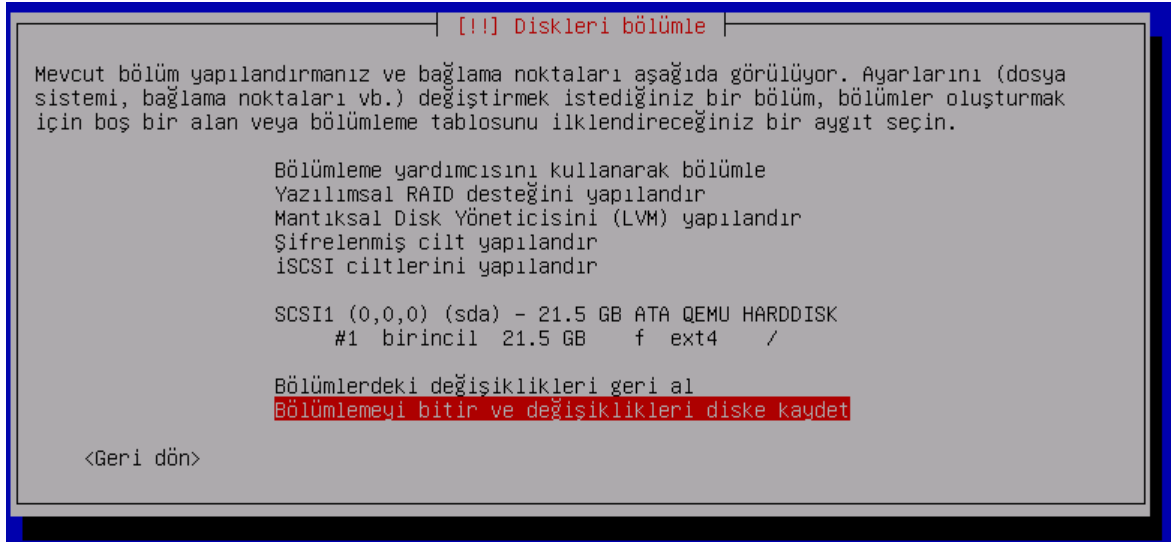 [!!] Diskleri bölümle
Mevcut bölüm yapılandırmanız ve bağlama noktaları aşağıda görülüyor. Ayarlarını (dosya
sistemi, bağlama noktaları vb.) değiştirmek istediğiniz bir bölüm, bölümler oluşturmak
için boş bir alan veya bölümleme tablosunu ilklendireceğiniz bir aygıt seçin.
Bölümleme yardımcısını kullanarak bölümle
Yazılımsal RAID desteğini yapılandır
Mantıksal Disk Yöneticisini (LVM) yapılandır
Şifrelenmiş cilt yapılandır
iSCSI ciltlerini yapılandır
SCSI1 (0,0,0) (sda) - 21.5 GB ATA QEMU HARDDISK
#1 birincil 21.5 GB f ext4 /
Bölümlerdeki değişiklikleri geri al
Bölümlemeyi bitir ve değişiklikleri diske kaydet
<Geri dön>